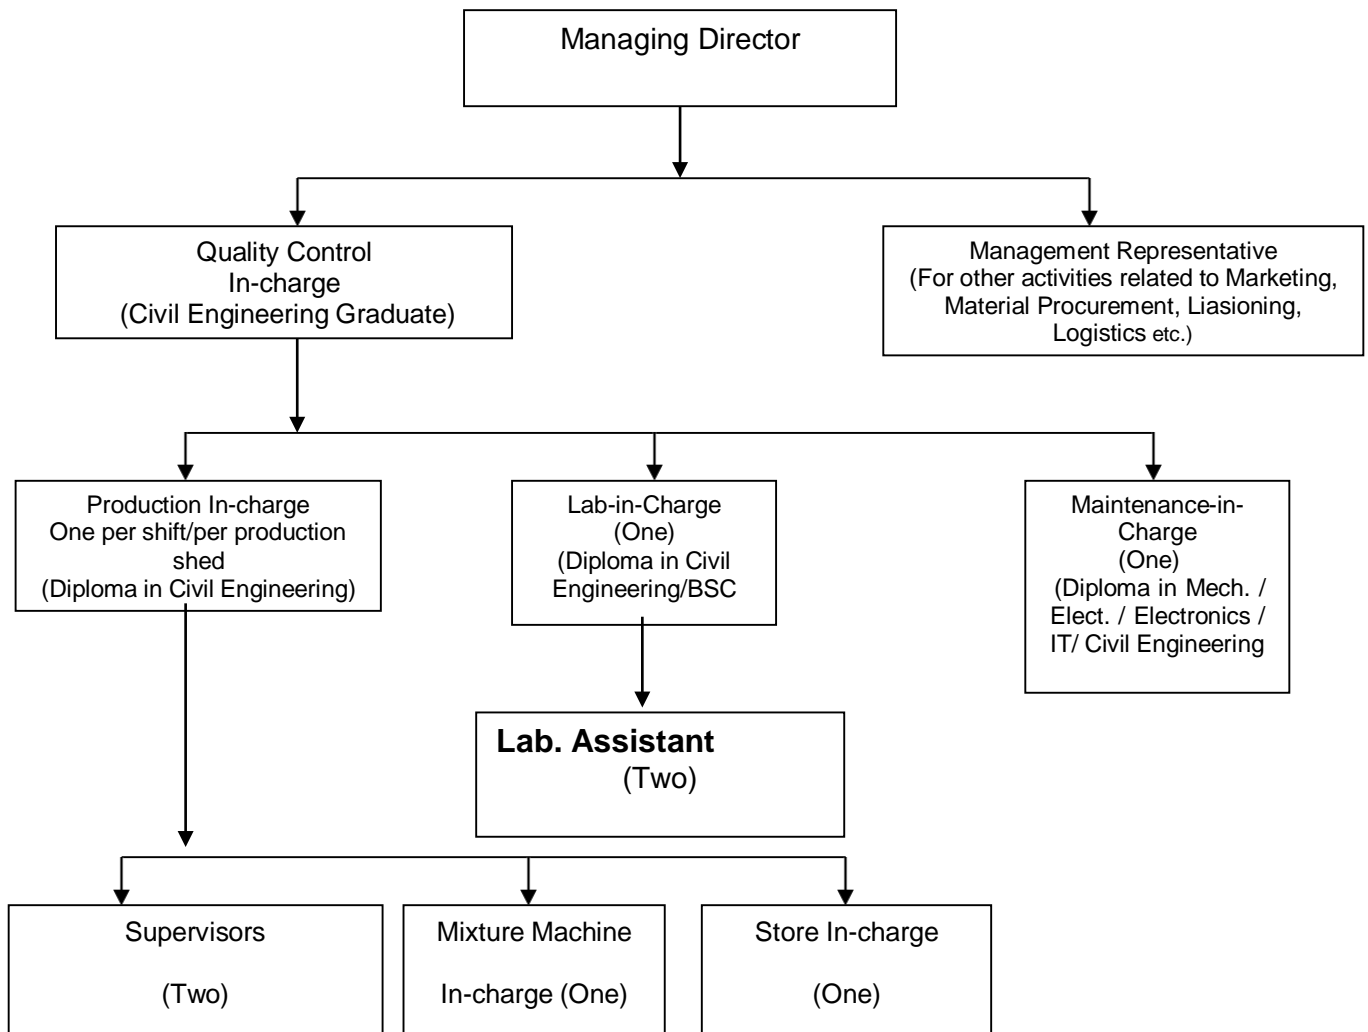 Managing Director
Quality Control
In-charge
(Civil Engineering Graduate)
Management Representative
(For other activities related to Marketing,
Material Procurement, Liasioning,
Logistics etc.)
Production In-charge
One per shift/per production
shed
(Diploma in Civil Engineering)
Lab-in-Charge
(One)
(Diploma in Civil
Engineering/BSC
Maintenance-in-
Charge
(One)
(Diploma in Mech. /
Elect. / Electronics /
IT/ Civil Engineering
Lab. Assistant
(Two)
Supervisors
(Two)
Mixture Machine
In-charge (One)
Store In-charge
(One)